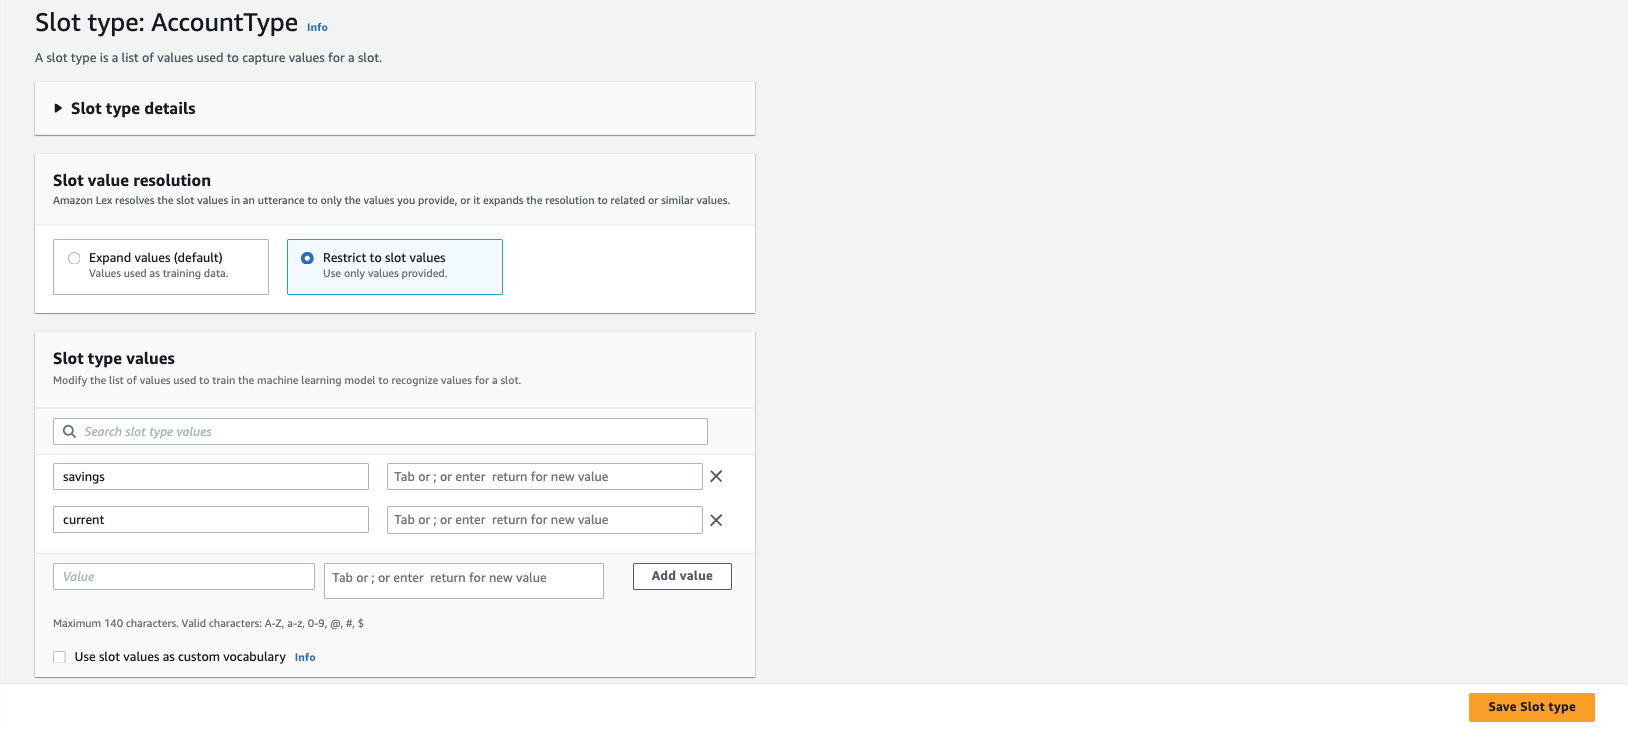 Slot type: AccountType Info
A slot type is a list of values used to capture values for a slot.
Slot type details
Slot value resolution
Amazon Lex resolves the slot values in an utterance to only the values you provide, or it expands the resolution to related or similar values.
Expand values (default)
Values used as training data.
Restrict to slot values
Use only values provided.
Slot type values
Modify the list of values used to train the machine learning model to recognize values for a slot.
Search slot type values
savings
Tab or ; or enter return for new value
current
Tab or ; or enter return for new value
Value
Tab or ; or enter return for new value
Add value
Maximum 140 characters. Valid characters: A-Z, a-z, 0-9, @, #, $
Use slot values as custom vocabulary Info
Save Slot type